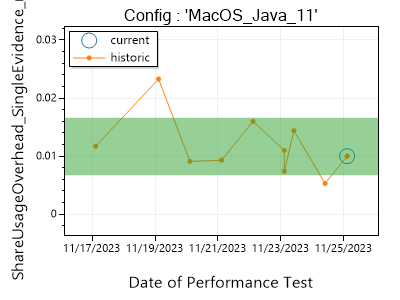 Config : 'MacOS_Java_11'
ShareUsageOverhead_SingleEvidence_
current
historic
0.03
0.02
0.01
0
11/17/2023
11/19/2023
11/21/2023
11/23/2023
11/25/2023
Date of Performance Test